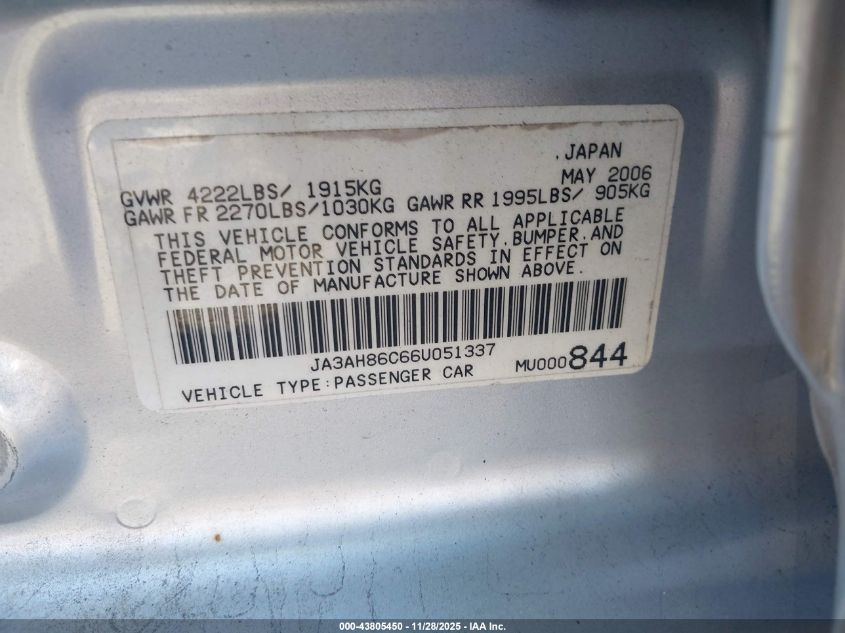 .JAPAN
MAY 2006
GVWR 4222LBS/ 1915KG
GAWR FR 2270LBS/1030KG GAWR RR 1995LBS/ 905KG
THIS VEHICLE CONFORMS TO ALL APPLICABLE
FEDERAL MOTOR VEHICLE SAFETY, BUMPER, AND
THEFT PREVENTION STANDARDS IN EFFECT ON
THE DATE OF MANUFACTURE SHOWN ABOVE.
JA3AH86C66U051337
MU000844
VEHICLE TYPE:PASSENGER CAR
000-43805450 - 11/28/2025 - IAA Inc.